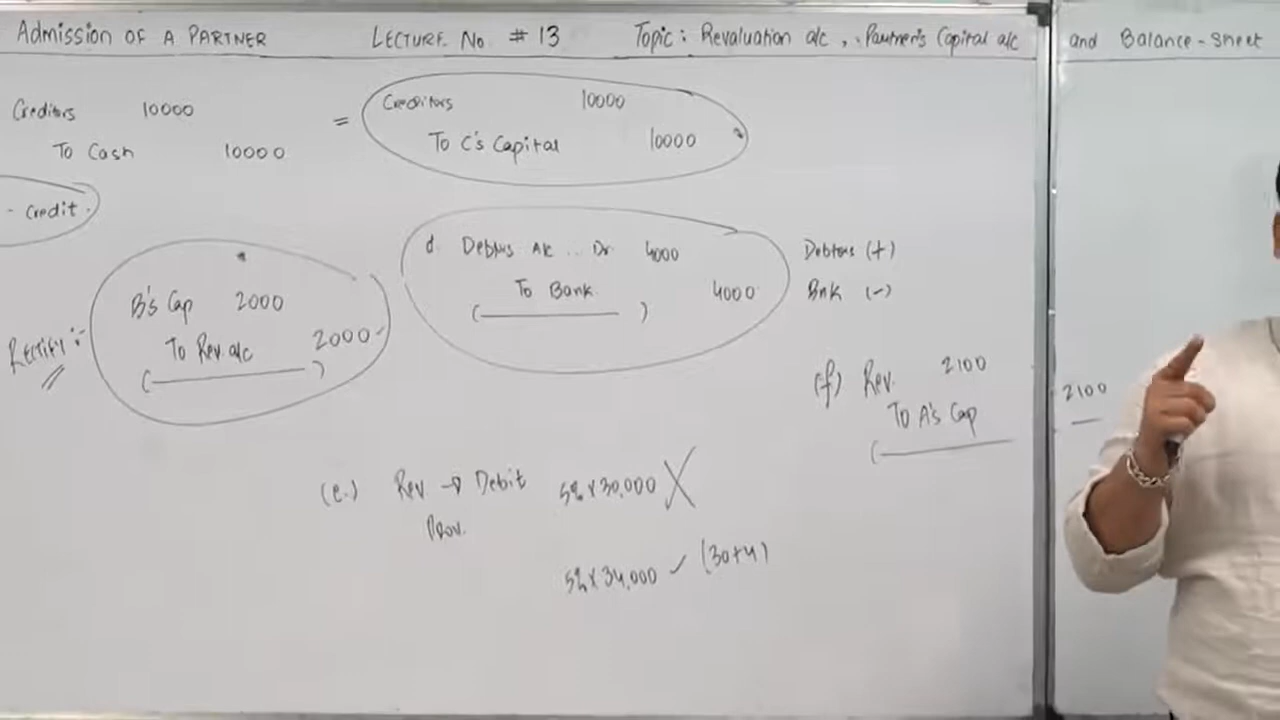 ADMISSION OF A PARTNER LECTURE No # 13 Topic: Revaluation a/c, Partner's Capital a/c and Balance-Sheet
Creditors 10000
To Cash 10000
=
Creditors 10000
To C's Capital 10000
- Credit.
RECTIFY:
B's Cap 2000
To Rev. a/c 2000
( )
d. Debtors A/c .. Dr 4000
To Bank 4000
( )
Debtors (+)
Bnk (-)
(f) Rev. 2100
To A's Cap 2100
(
(e.) Rev → Debit 5% x 30,000 X
Prov.
5% x 34,000 ✓ (30+4)